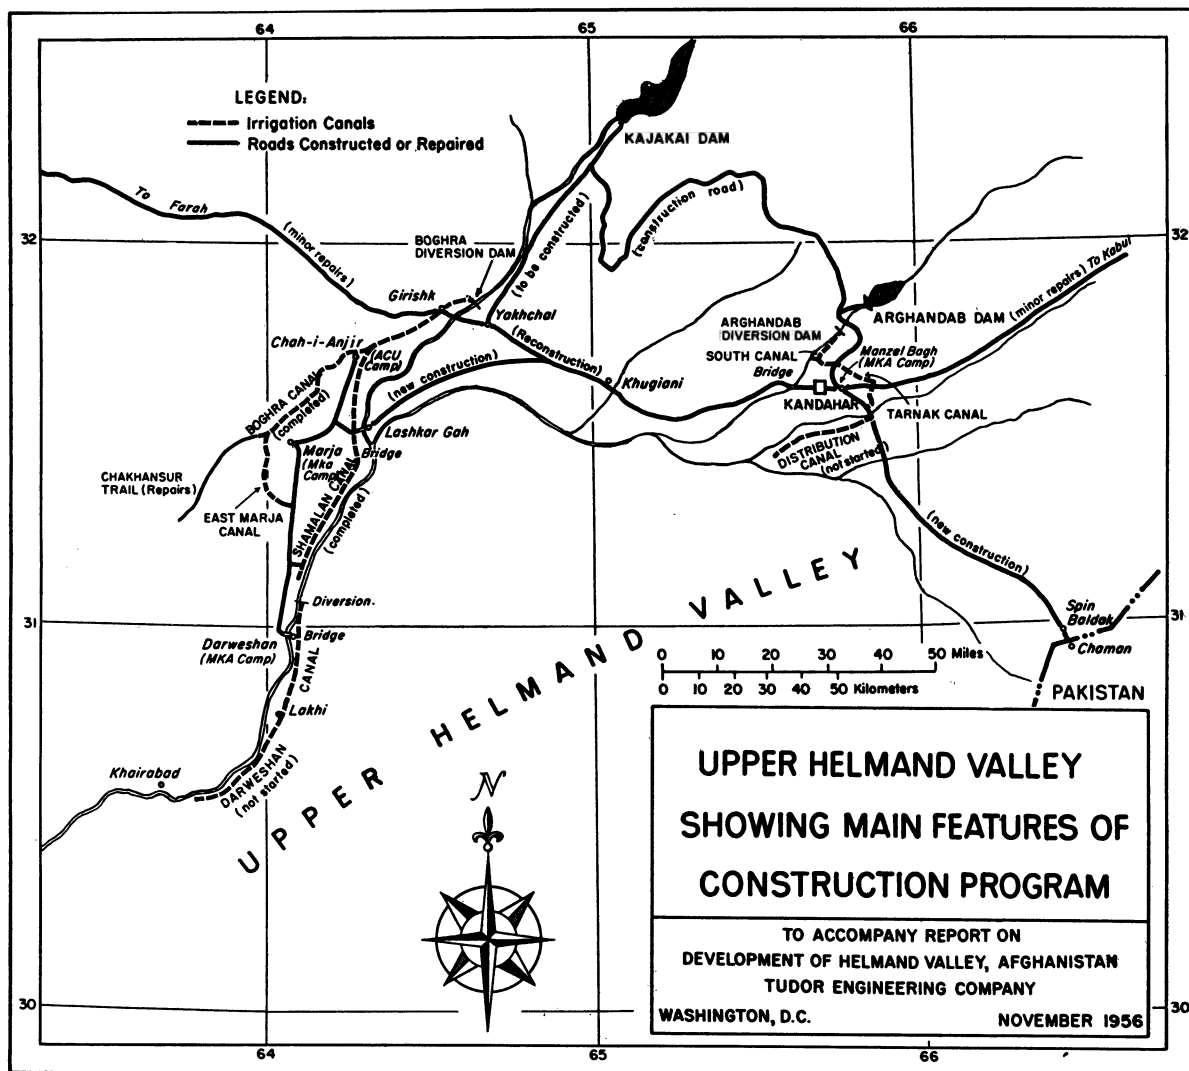 64
65
66
LEGEND:
Irrigation Canals
Roads Constructed or Repaired
KAJAKAI DAM
To Farah
(minor repairs)
(construction road)
(to be constructed)
32
32
BOGHRA
DIVERSION DAM
(minor repairs) To Kabul
Girishk
Yakhchal
ARGHANDAB DAM
ARGHANDAB
DIVERSION DAM
Chah-i-Anjir
(ACU
Camp)
(Reconstruction)
SOUTH CANAL
Bridge
Manzel Bagh
(MKA Camp)
(new construction)
Khugiani
BOGHRA CANAL
(completed)
KANDAHAR
TARNAK CANAL
Lashkar Gah
Marja
(Mka
Camp)
Bridge
DISTRIBUTION
CANAL
(not started)
CHAKHANSUR
TRAIL (Repairs)
EAST MARJA
CANAL
SHAMALAN CANAL
(completed)
(new construction)
Diversion.
31
31
Spin
Baldak
Chaman
Darweshan
(MKA Camp)
Bridge
CANAL
Lakhi
DARWESHAN
(not started)
Khairabad
UPPER HELMAND VALLEY
0 10 20 30 40 50 Miles
0 10 20 30 40 50 Kilometers
PAKISTAN
N
UPPER HELMAND VALLEY
SHOWING MAIN FEATURES OF
CONSTRUCTION PROGRAM
TO ACCOMPANY REPORT ON
DEVELOPMENT OF HELMAND VALLEY, AFGHANISTAN
TUDOR ENGINEERING COMPANY
WASHINGTON, D.C. NOVEMBER 1956
30
30
64
65
66